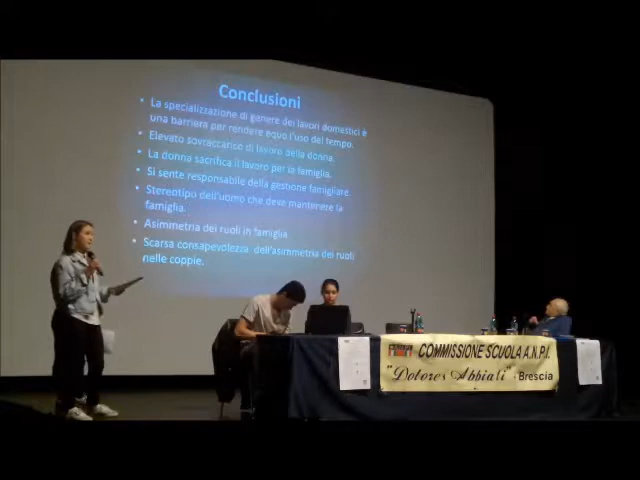 Conclusioni
• La specializzazione di genere dei lavori domestici è
una barriera per rendere equo l'uso del tempo.
• Elevato sovraccarico di lavoro della donna.
• La donna sacrifica il lavoro per la famiglia.
• Si sente responsabile della gestione famigliare.
• Stereotipo dell'uomo che deve mantenere la
famiglia.
• Asimmetria dei ruoli in famiglia
• Scarsa consapevolezza dell'asimmetria dei ruoli
nelle coppie.
COMMISSIONE SCUOLA A.N.P.I.
"Dolores Abbiati" - Brescia